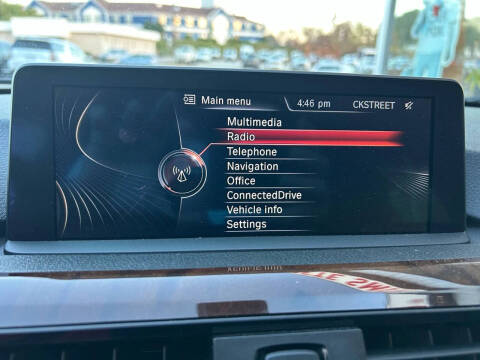 Main menu
4:46 pm
CKSTREET
Multimedia
Radio
Telephone
Navigation
Office
ConnectedDrive
Vehicle info
Settings